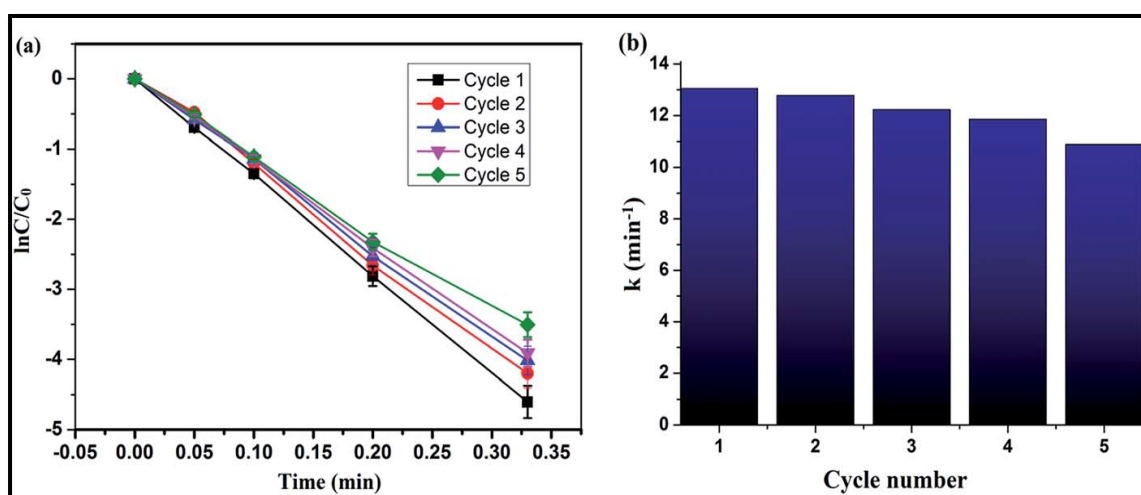 (a)
lnC/C₀
0
-1
-2
-3
-4
-5
-0.05 0.00 0.05 0.10 0.15 0.20 0.25 0.30 0.35
Time (min)
Cycle 1
Cycle 2
Cycle 3
Cycle 4
Cycle 5
(b)
k (min⁻¹)
14
12
10
8
6
4
2
0
1 2 3 4 5
Cycle number